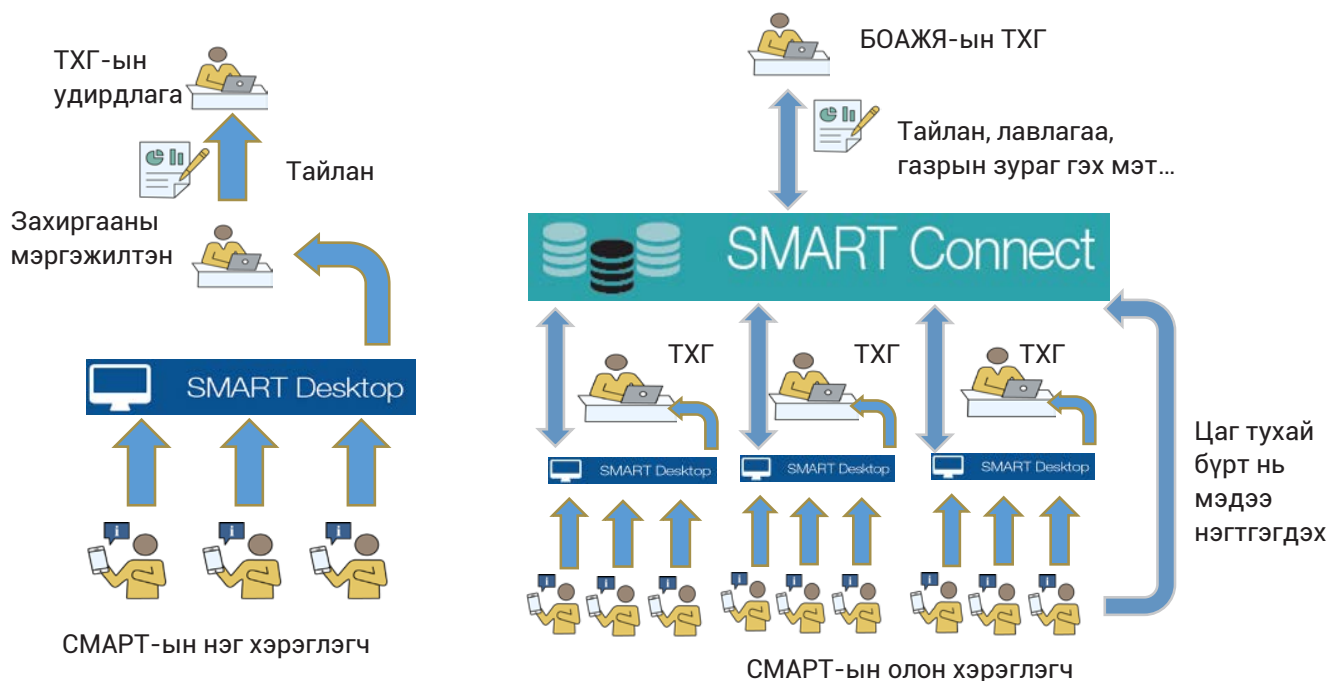 ТХГ-ын
удирдлага
Тайлан
Захиргааны
мэргэжилтэн
SMART Desktop
СМАРТ-ын нэг хэрэглэгч
БОАЖЯ-ын ТХГ
Тайлан, лавлагаа,
газрын зураг гэх мэт...
SMART Connect
ТХГ
ТХГ
ТХГ
SMART Desktop
SMART Desktop
SMART Desktop
Цаг тухай
бүрт нь
мэдээ
нэгтгэгдэх
СМАРТ-ын олон хэрэглэгч